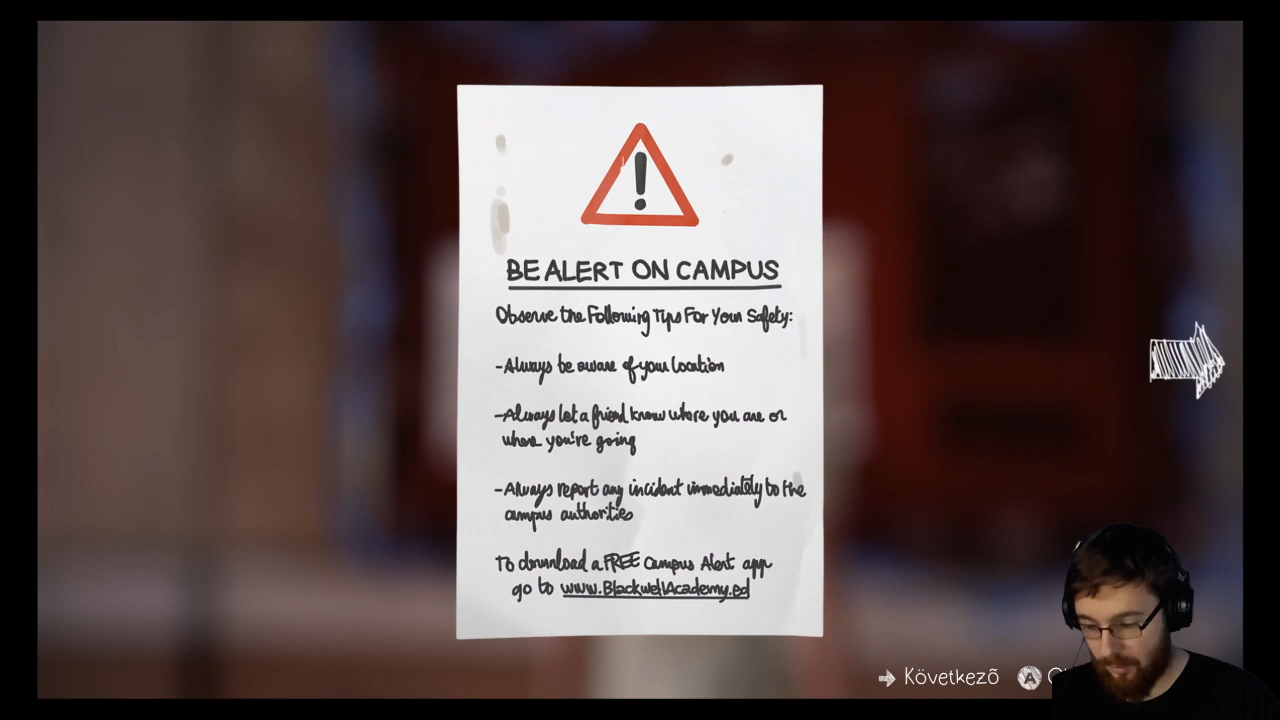 BE ALERT ON CAMPUS
Observe the Following Tips For Your Safety:
-Always be aware of your location
-Always let a friend know where you are or
where you're going
-Always report any incident immediately to the
campus authorities
To download a FREE Campus Alert app
go to www.BlackwellAcademy.ed
Következõ
A